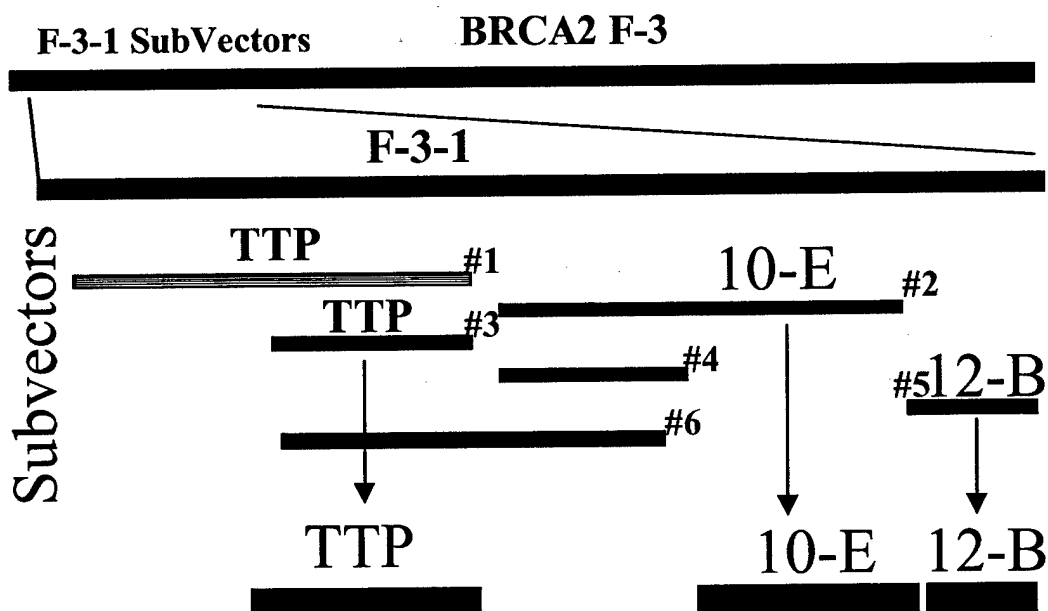 F-3-1 SubVectors
BRCA2 F-3
F-3-1
Subvectors
TTP
#1
10-E
#2
TTP
#3
#4
#5
12-B
#6
TTP
10-E
12-B